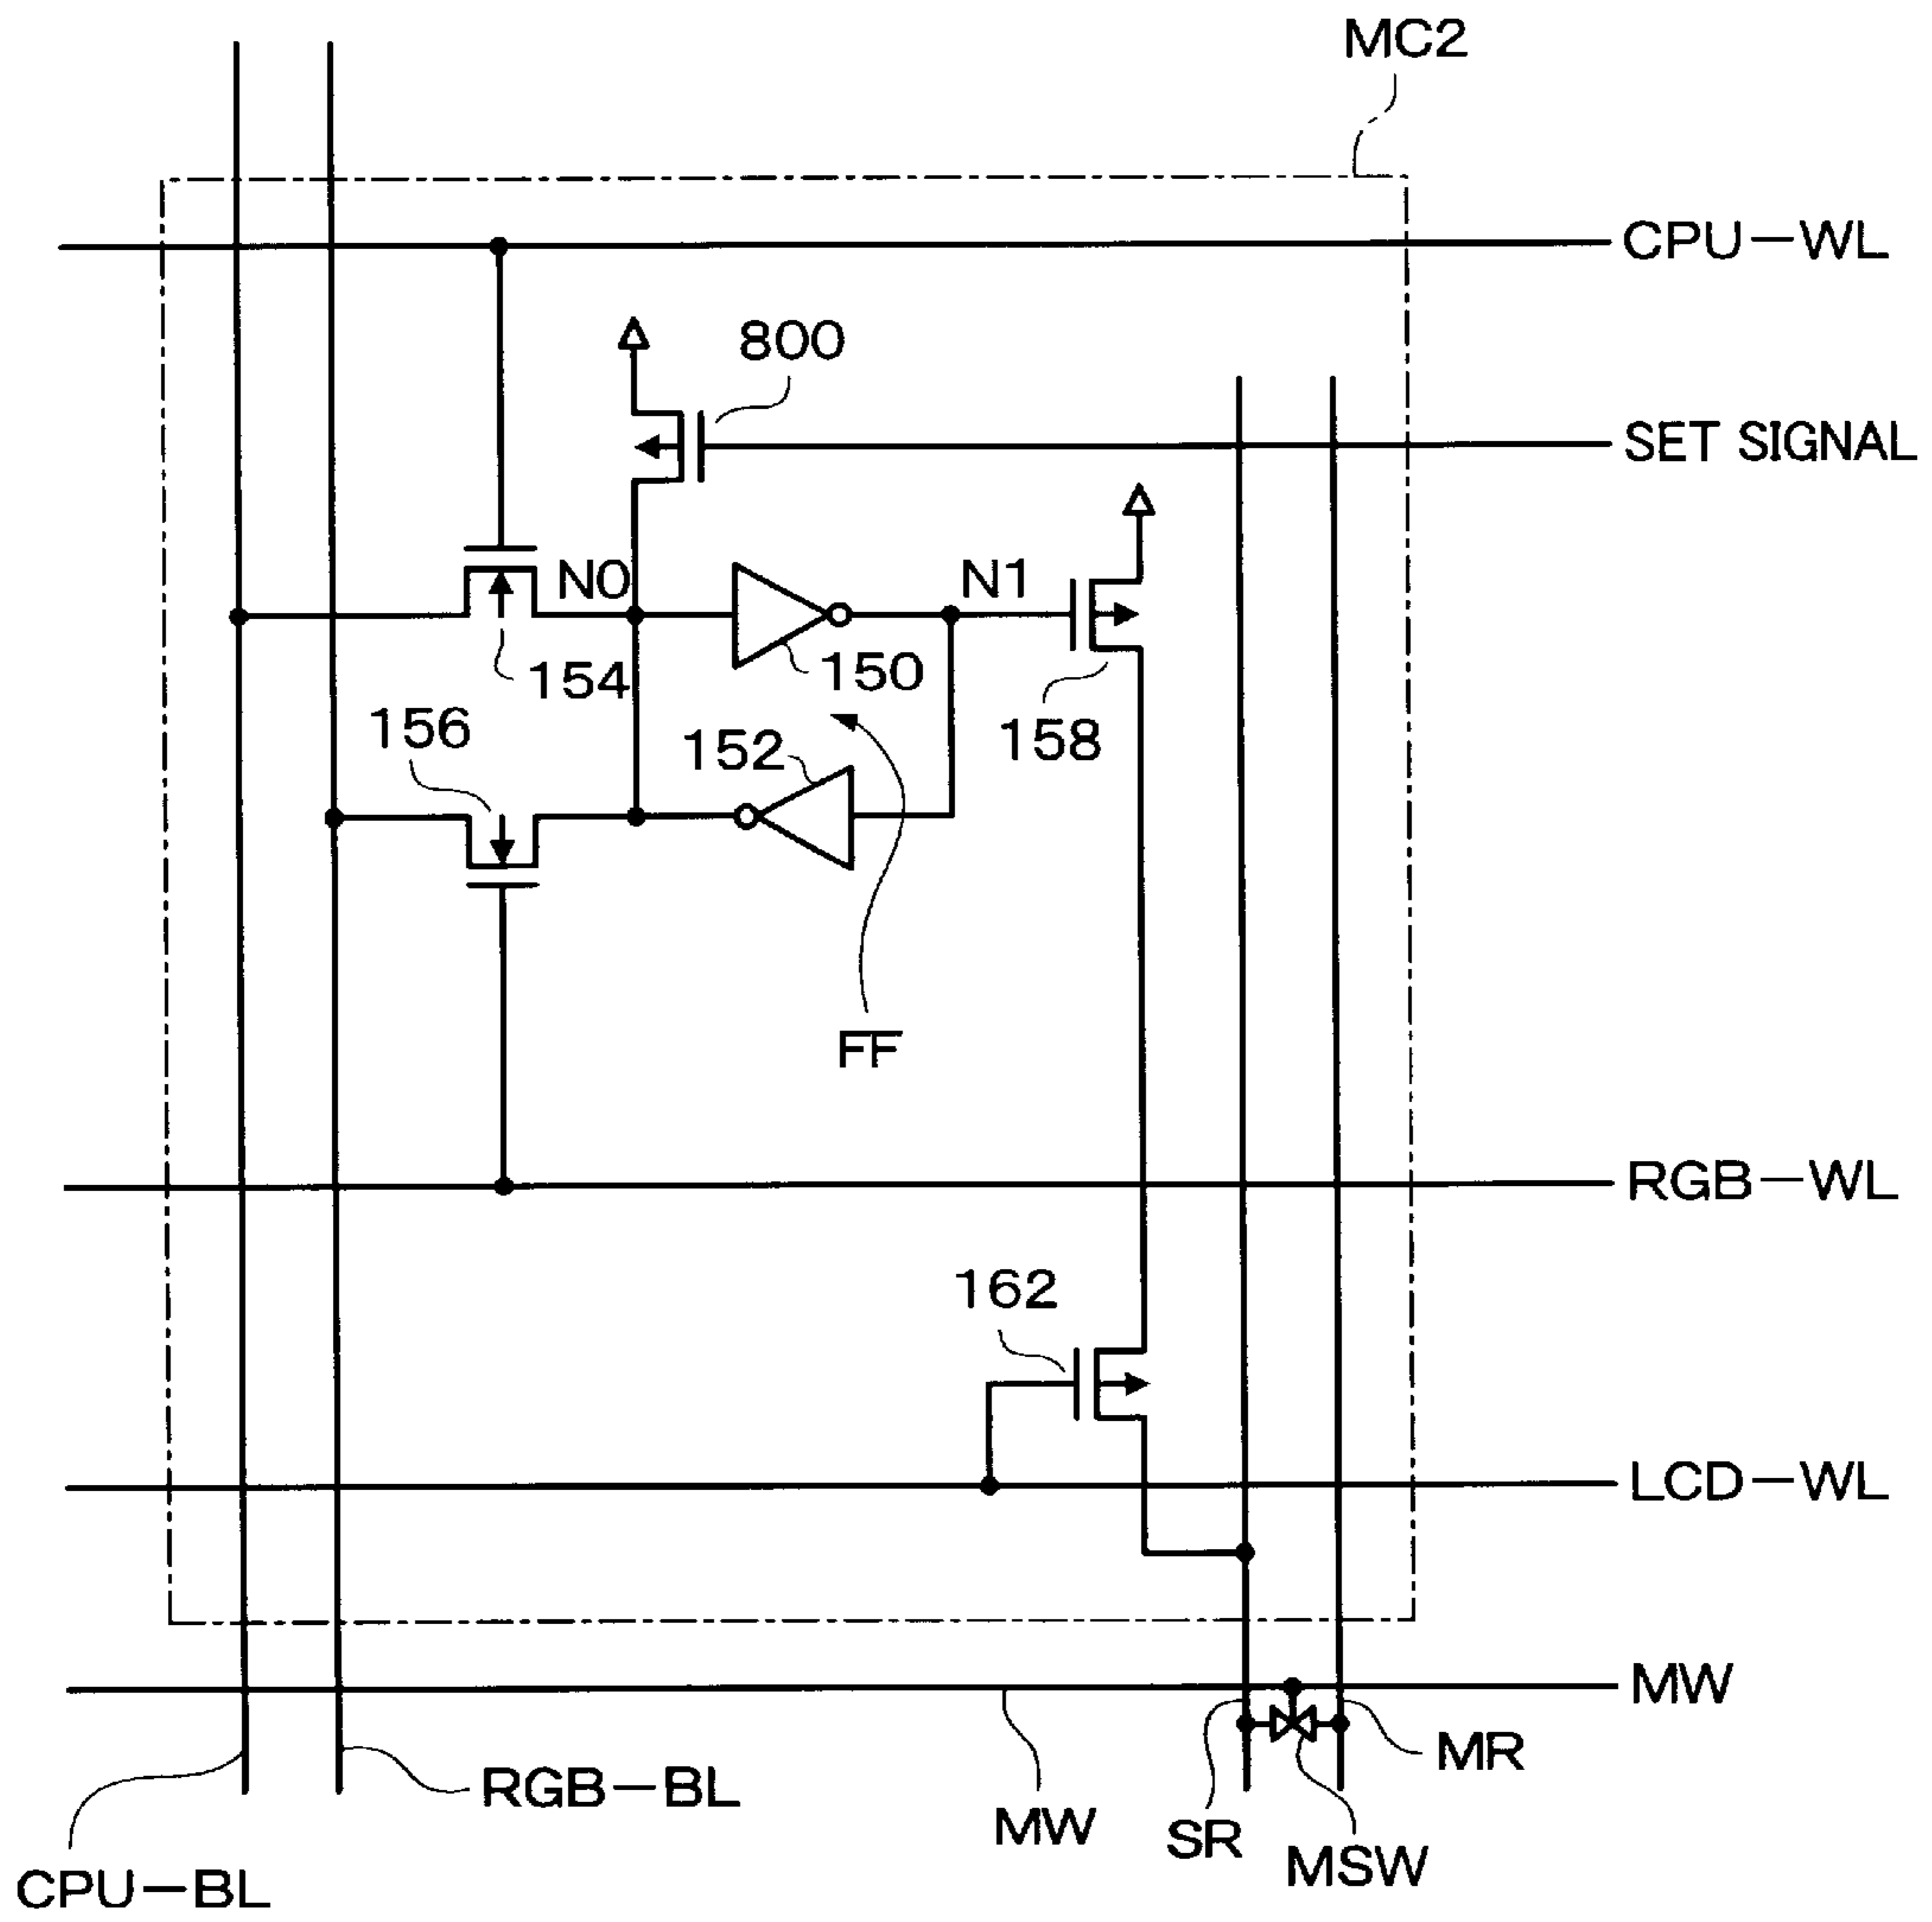 MC2
CPU—WL
800
SET SIGNAL
N0
N1
154
150
156
152
158
FF
RGB—WL
162
LCD—WL
MW
MR
RGB—BL
MW
SR
MSW
CPU—BL